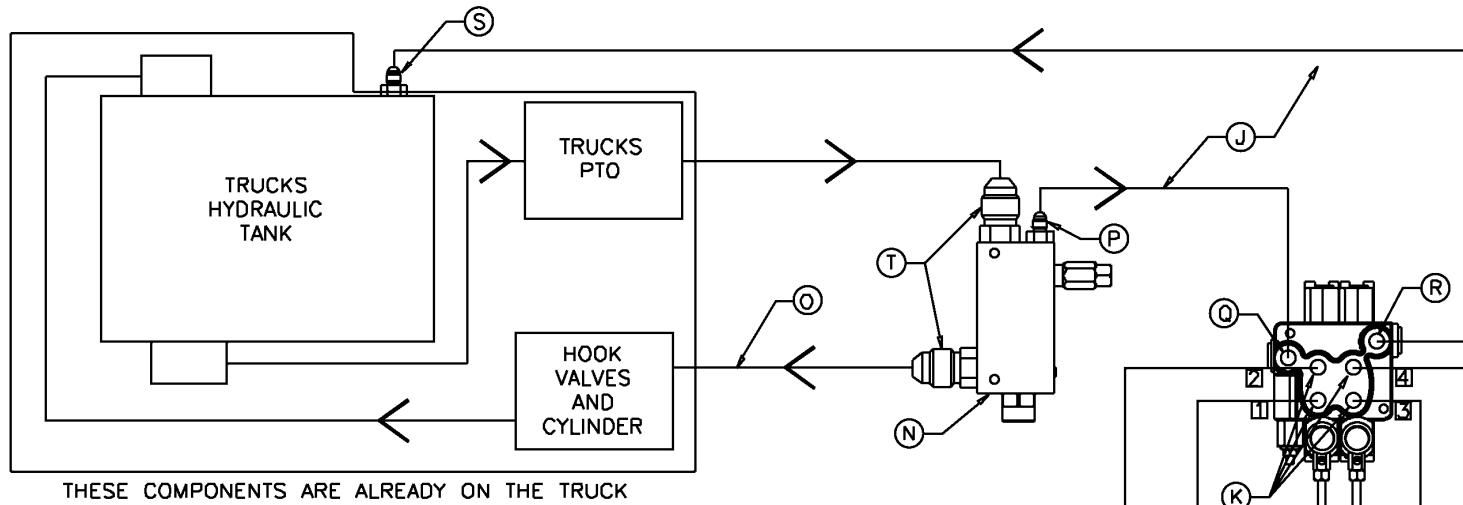 S
TRUCKS
HYDRAULIC
TANK
TRUCKS
PTO
J
P
T
O
N
HOOK
VALVES
AND
CYLINDER
Q
R
2
4
1
3
K
THESE COMPONENTS ARE ALREADY ON THE TRUCK